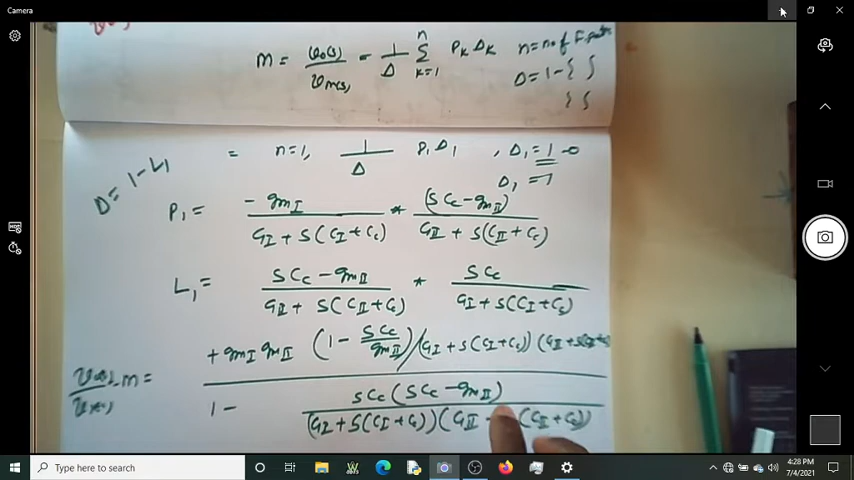 Camera
M = Vo(s) / Vin(s) = 1/Δ Σ(k=1 to n) Pk Δk   n = no of F. paths
Δ = 1 - { }
{ }
Δ = 1 - L1
= n=1, 1/Δ P1 Δ1 , Δ1 = 1 - 0
Δ1 = 1
P1 = -gmI / (GI + S(CI + Cc)) * (SCc - gmII) / (GII + S(CII + Cc))
L1 = (SCc - gmII) / (GII + S(CII + Cc)) * SCc / (GI + S(CI + Cc))
= M = + gmI gmII (1 - SCc/gmII) / (GI + S(CI + Cc)) (GII + S(CII + Cc))
1 - SCc (SCc - gmII) / (GI + S(CI + Cc)) (GII + (CII + Cc))
Type here to search
4:28 PM
7/4/2021